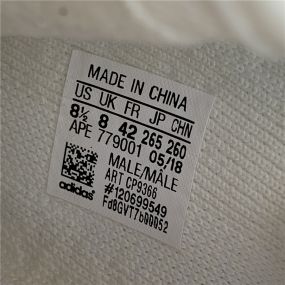 MADE IN CHINA
US UK FR JP CHN
8½ 8 42 265 260
APE 779001 05/18
MALE/MÂLE
ART CP9366
#120699549
adidas